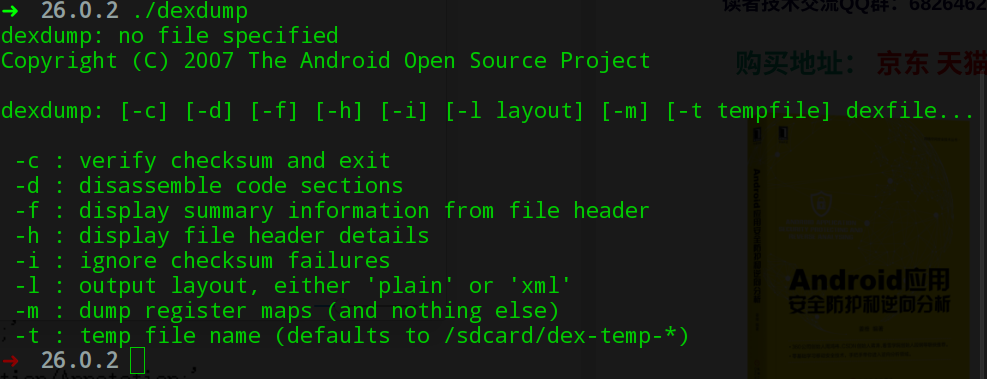 ➜ 26.0.2 ./dexdump
dexdump: no file specified
Copyright (C) 2007 The Android Open Source Project
dexdump: [-c] [-d] [-f] [-h] [-i] [-l layout] [-m] [-t tempfile] dexfile...
-c : verify checksum and exit
-d : disassemble code sections
-f : display summary information from file header
-h : display file header details
-i : ignore checksum failures
-l : output layout, either 'plain' or 'xml'
-m : dump register maps (and nothing else)
-t : temp file name (defaults to /sdcard/dex-temp-*)
➜ 26.0.2
读者技术交流QQ群：6826462
购买地址： 京东 天猫
Android应用
安全防护和逆向分析